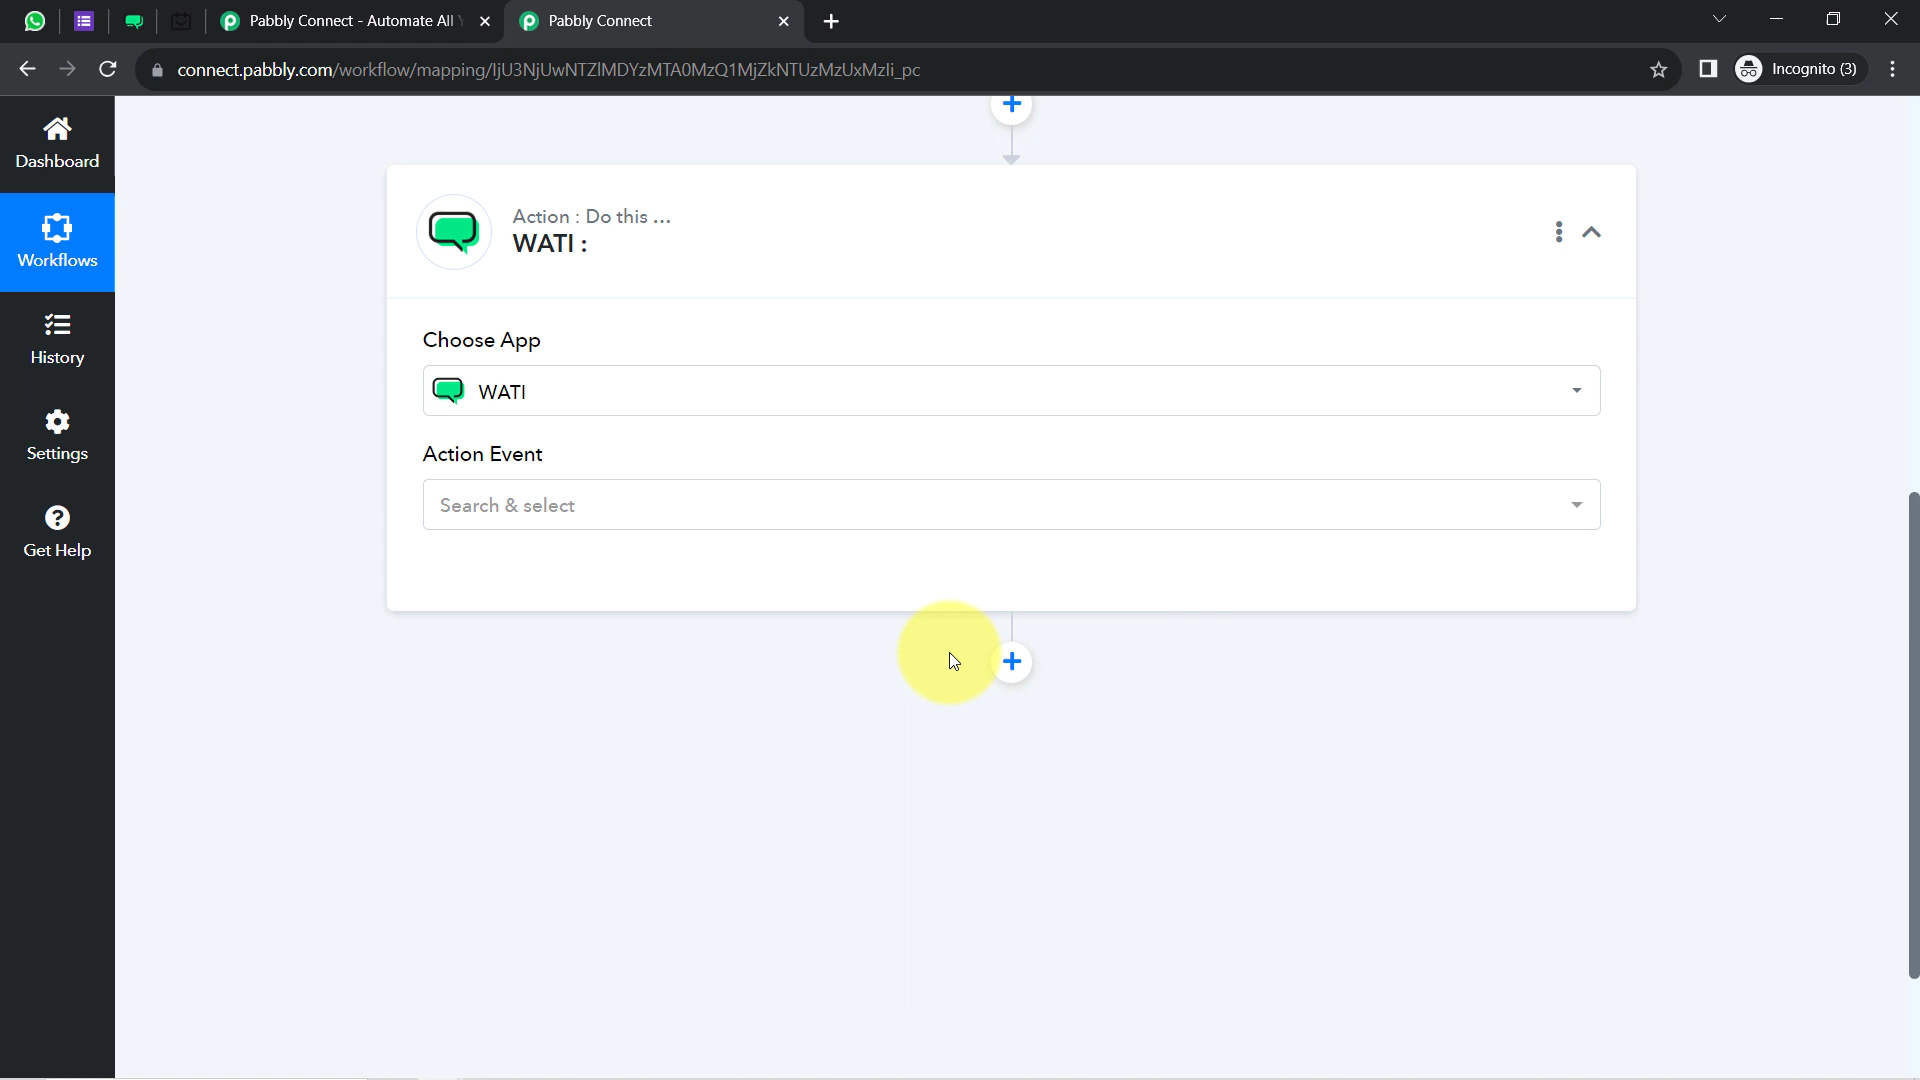 Pabbly Connect - Automate All
Pabbly Connect
connect.pabbly.com/workflow/mapping/IjU3NjUwNTZlMDYzMTA0MzQ1MjZkNTUzMzUxMzIi_pc
Incognito (3)
Dashboard
Workflows
History
Settings
Get Help
Action : Do this ...
WATI :
Choose App
WATI
Action Event
Search & select